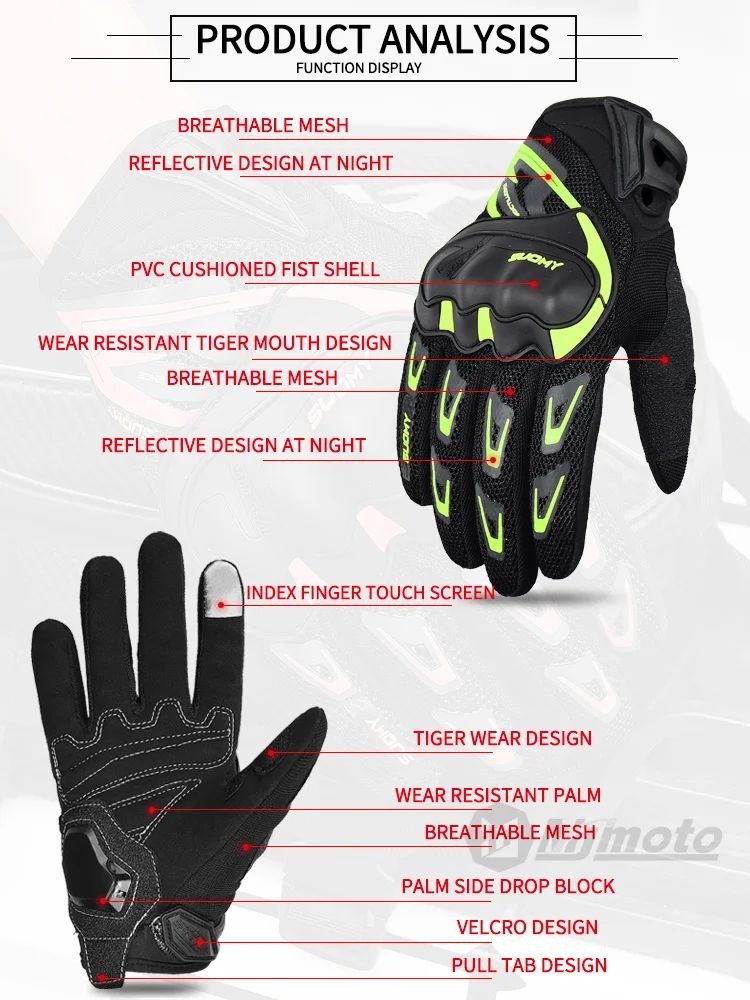 PRODUCT ANALYSIS
FUNCTION DISPLAY
BREATHABLE MESH
REFLECTIVE DESIGN AT NIGHT
PVC CUSHIONED FIST SHELL
SUOMY
WEAR RESISTANT TIGER MOUTH DESIGN
BREATHABLE MESH
SUOMY
REFLECTIVE DESIGN AT NIGHT
INDEX FINGER TOUCH SCREEN
TIGER WEAR DESIGN
WEAR RESISTANT PALM
BREATHABLE MESH
Mjmoto
PALM SIDE DROP BLOCK
VELCRO DESIGN
PULL TAB DESIGN